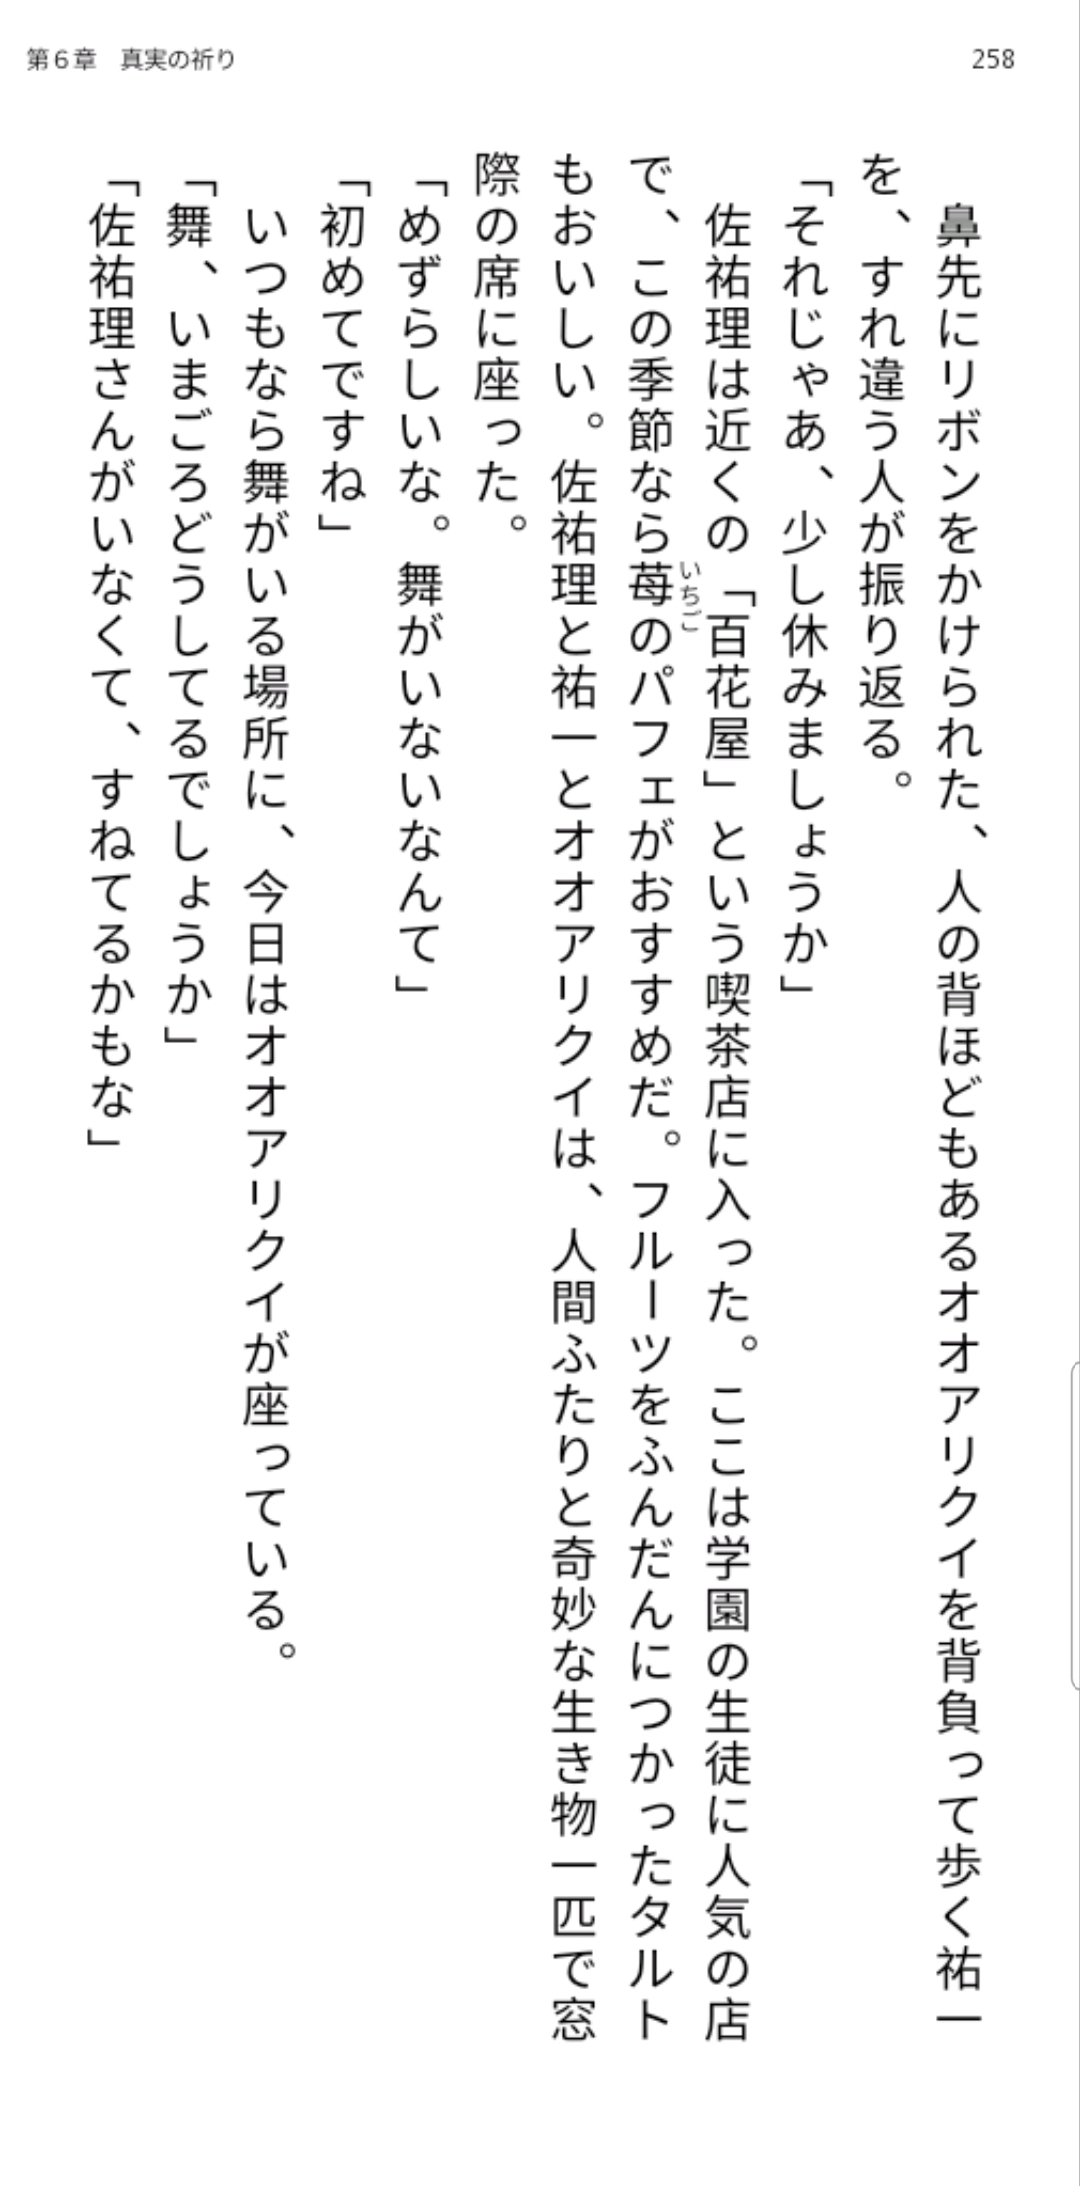 第6章　真実の祈り
258
　鼻先にリボンをかけられた、人の背ほどもあるオオアリクイを背負って歩く祐一
を、すれ違う人が振り返る。
「それじゃあ、少し休みましょうか」
　佐祐理は近くの「百花屋」という喫茶店に入った。ここは学園の生徒に人気の店
いちご
で、この季節なら苺のパフェがおすすめだ。フルーツをふんだんにつかったタルト
もおいしい。佐祐理と祐一とオオアリクイは、人間ふたりと奇妙な生き物一匹で窓
際の席に座った。
「めずらしいな。舞がいないなんて」
「初めてですね」
　いつもなら舞がいる場所に、今日はオオアリクイが座っている。
「舞、いまごろどうしてるでしょうか」
「佐祐理さんがいなくて、すねてるかもな」